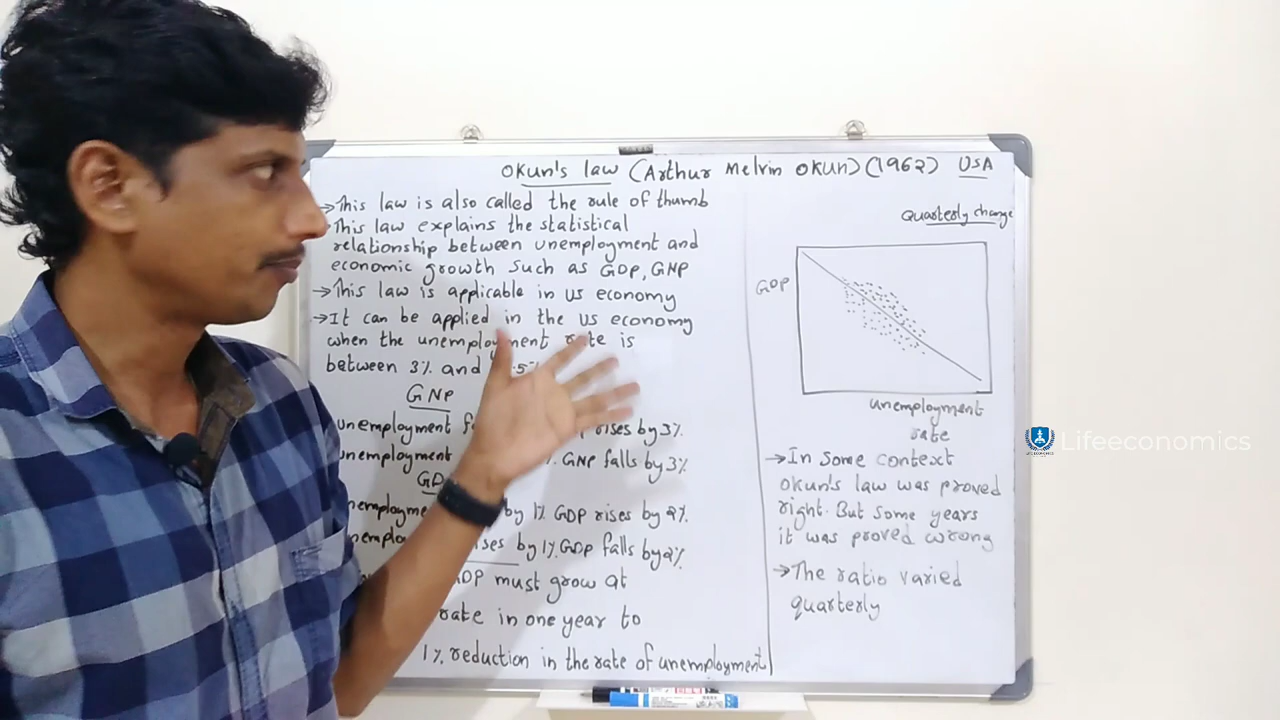 Okun's law (Arthur Melvin Okun) (1962) USA
→This law is also called the rule of thumb
→This law explains the statistical
relationship between unemployment and
economic growth such as GDP, GNP
→This law is applicable in US economy
→It can be applied in the US economy
when the unemployment rate is
between 3% and
GNP
unemployment rises by 3%.
unemployment GNP falls by 3%
by 1% GDP rises by 2%.
by 1% GDP falls by 2%
GDP must grow at
rate in one year to
1% reduction in the rate of unemployment
Quarterly change
GDP
unemployment
rate
→In some context
Okun's law was proved
right. But some years
it was proved wrong
→The ratio varied
quarterly
Lifeeconomics